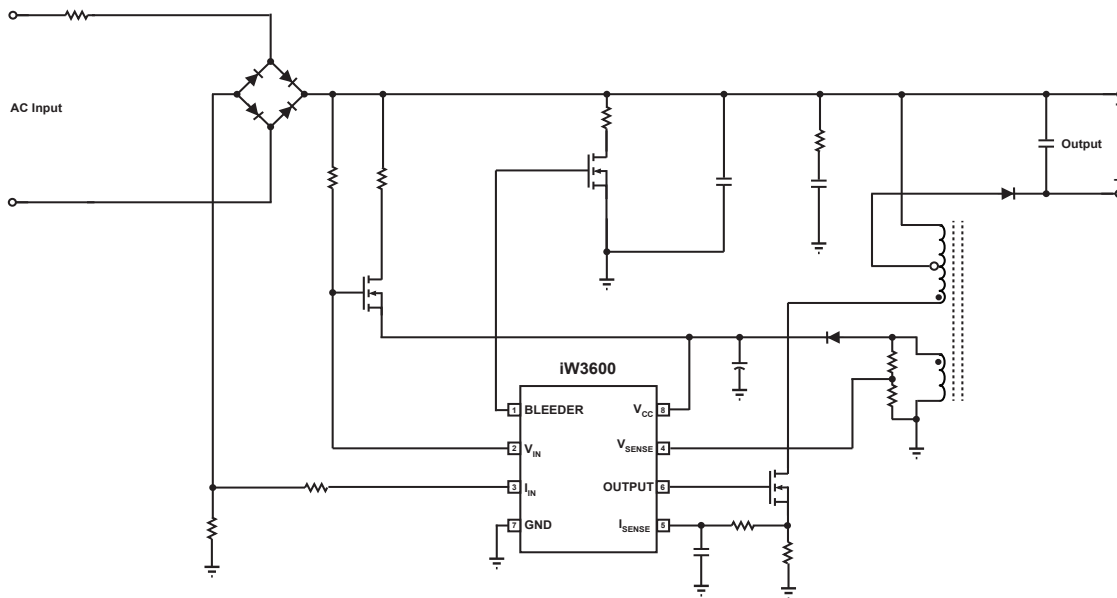 AC Input
Output
+
iW3600
1 BLEEDER
2 VIN
3 IIN
7 GND
VCC 8
VSENSE 4
OUTPUT 6
ISENSE 5